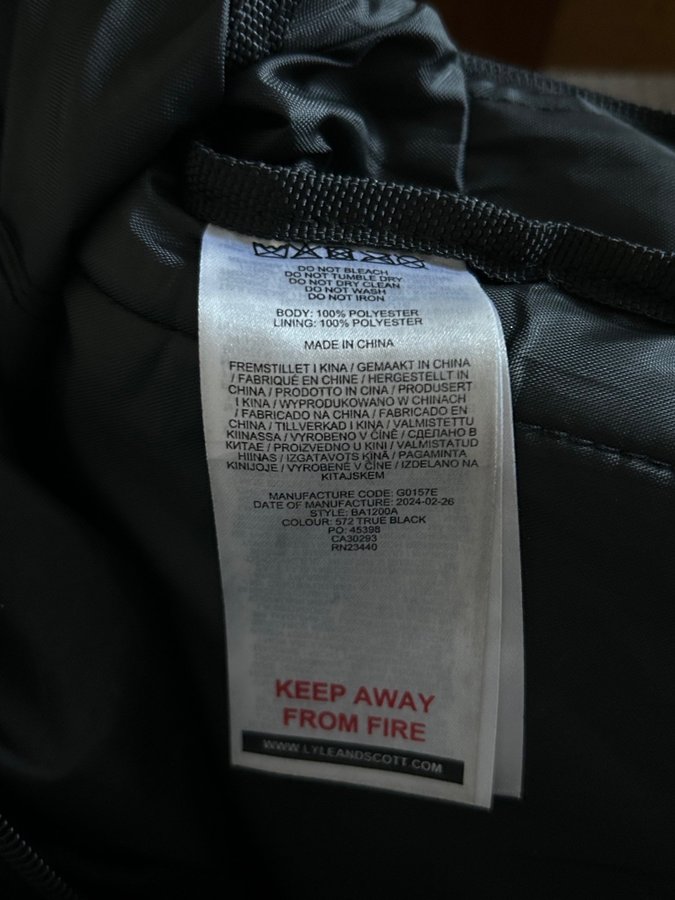 DO NOT BLEACH
DO NOT TUMBLE DRY
DO NOT DRY CLEAN
DO NOT WASH
DO NOT IRON
BODY: 100% POLYESTER
LINING: 100% POLYESTER
MADE IN CHINA
FREMSTILLET I KINA / GEMAAKT IN CHINA
/ FABRIQUÉ EN CHINE / HERGESTELLT IN
CHINA / PRODOTTO IN CINA / PRODUSERT
I KINA / WYPRODUKOWANO W CHINACH
/ FABRICADO NA CHINA / FABRICADO EN
CHINA / TILLVERKAD I KINA / VALMISTETTU
KIINASSA / VYROBENO V ČÍNĚ / СДЕЛАНО В
КИТАЕ / PROIZVEDENO U KINI / VALMISTATUD
HIINAS / IZGATAVOTS ĶĪNĀ / PAGAMINTA
KINIJOJE / VYROBENÉ V ČÍNE / IZDELANO NA
KITAJSKEM
MANUFACTURE CODE: G0157E
DATE OF MANUFACTURE: 2024-02-26
STYLE: BA1200A
COLOUR: 572 TRUE BLACK
PO: 45398
CA30293
RN23440
KEEP AWAY
FROM FIRE
WWW.LYLEANDSCOTT.COM